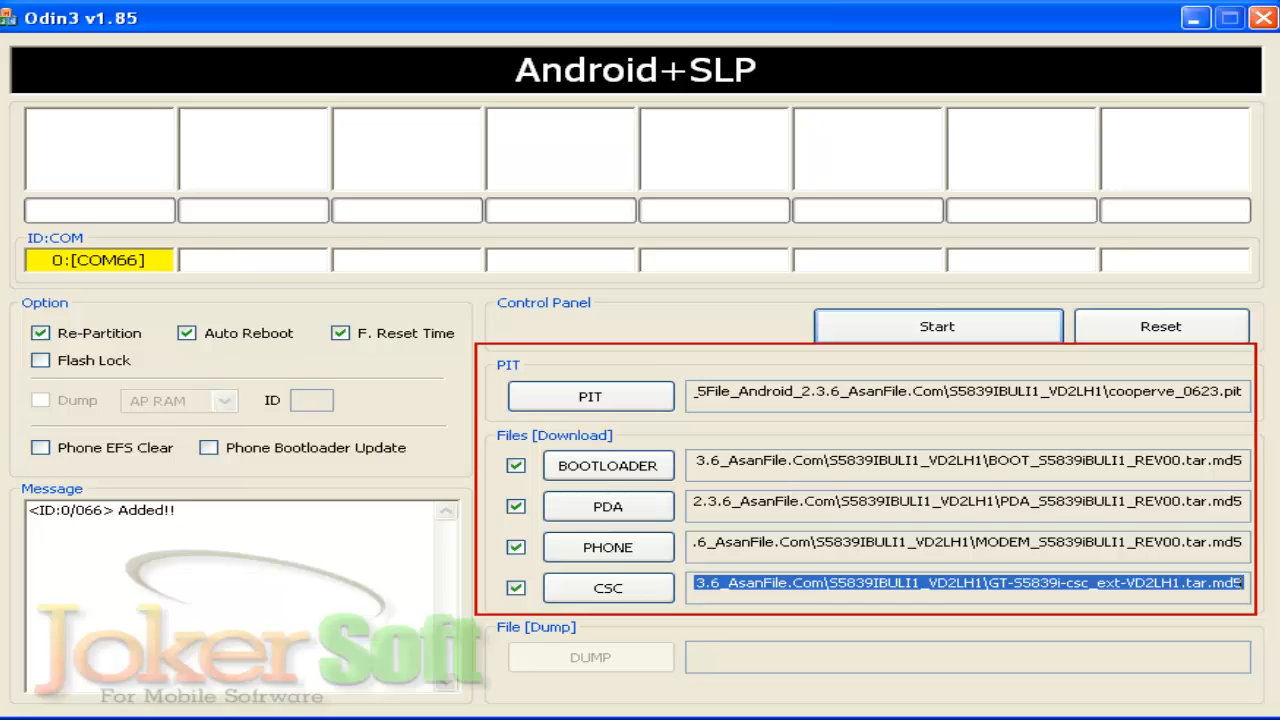 Odin3 v1.85
Android+SLP
ID:COM
0:[COM66]
Option
Re-Partition
Auto Reboot
F. Reset Time
Flash Lock
Dump
AP RAM
ID
Phone EFS Clear
Phone Bootloader Update
Message
<ID:0/066> Added!!
Control Panel
Start
Reset
PIT
PIT
_5File_Android_2.3.6_AsanFile.Com\S5839IBULI1_VD2LH1\cooperve_0623.pit
Files [Download]
BOOTLOADER
3.6_AsanFile.Com\S5839IBULI1_VD2LH1\BOOT_S5839iBULI1_REV00.tar.md5
PDA
2.3.6_AsanFile.Com\S5839IBULI1_VD2LH1\PDA_S5839iBULI1_REV00.tar.md5
PHONE
.6_AsanFile.Com\S5839IBULI1_VD2LH1\MODEM_S5839iBULI1_REV00.tar.md5
CSC
3.6_AsanFile.Com\S5839IBULI1_VD2LH1\GT-S5839i-csc_ext-VD2LH1.tar.md5
File [Dump]
DUMP
JokerSoft
For Mobile Sofrware